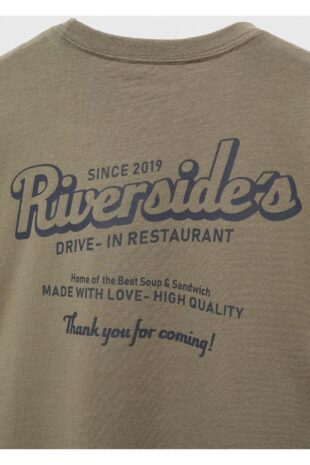 SINCE 2019
Riverside's
DRIVE- IN RESTAURANT
Home of the Best Soup & Sandwich
MADE WITH LOVE- HIGH QUALITY
Thank you for coming!